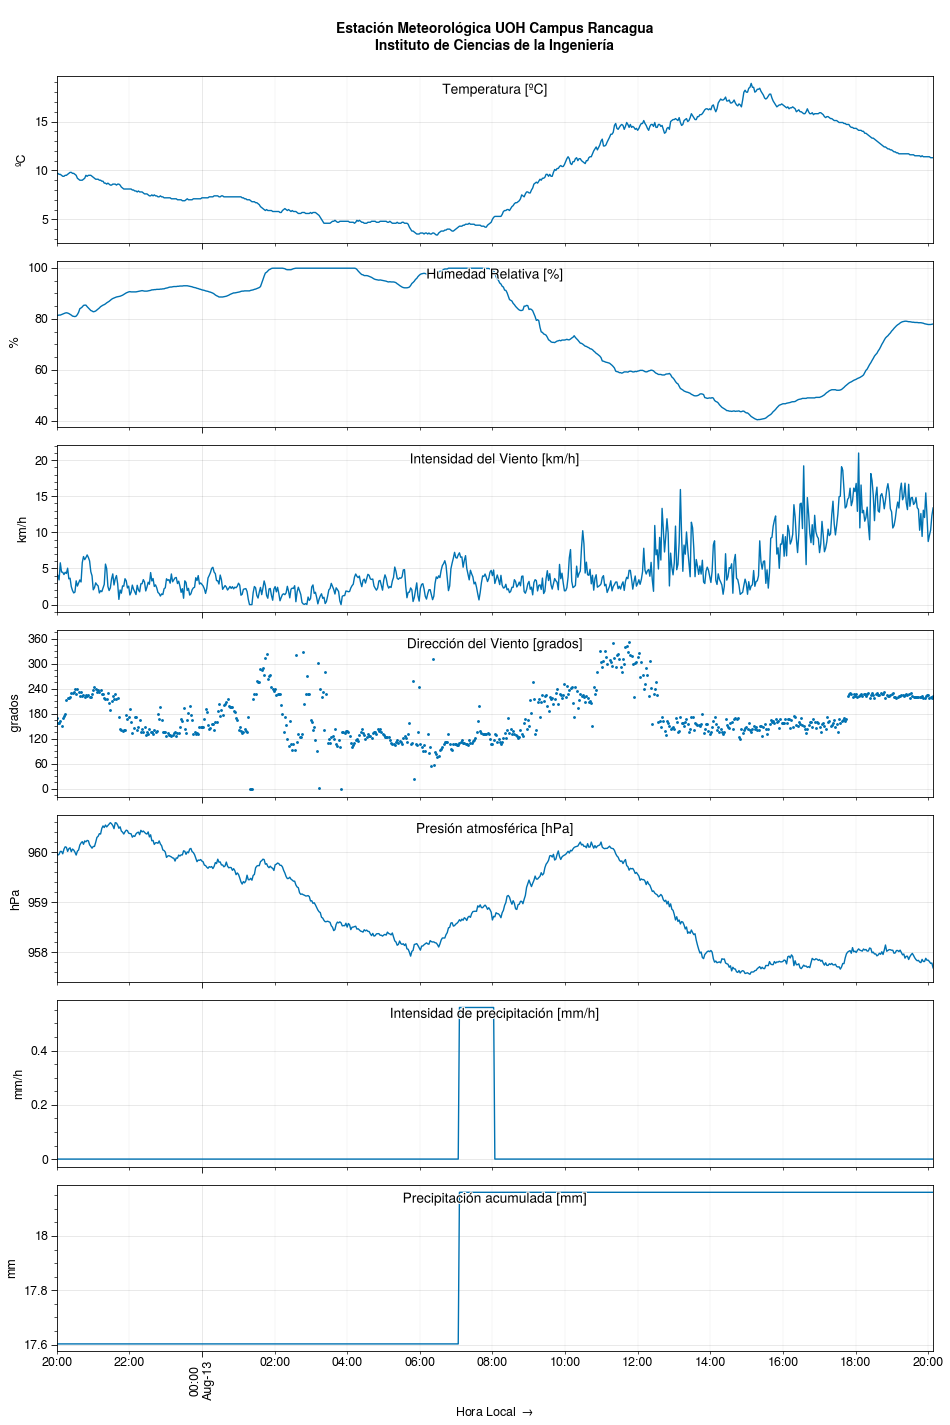 Estación Meteorológica UOH Campus Rancagua
Instituto de Ciencias de la Ingeniería
Temperatura [ºC]
ºC
15
10
5
Humedad Relativa [%]
%
100
80
60
40
Intensidad del Viento [km/h]
km/h
20
15
10
5
0
Dirección del Viento [grados]
grados
360
300
240
180
120
60
0
Presión atmosférica [hPa]
hPa
960
959
958
Intensidad de precipitación [mm/h]
mm/h
0.4
0.2
0
Precipitación acumulada [mm]
mm
18
17.8
17.6
20:00
22:00
00:00
Aug-13
02:00
04:00
06:00
08:00
10:00
12:00
14:00
16:00
18:00
20:00
Hora Local →